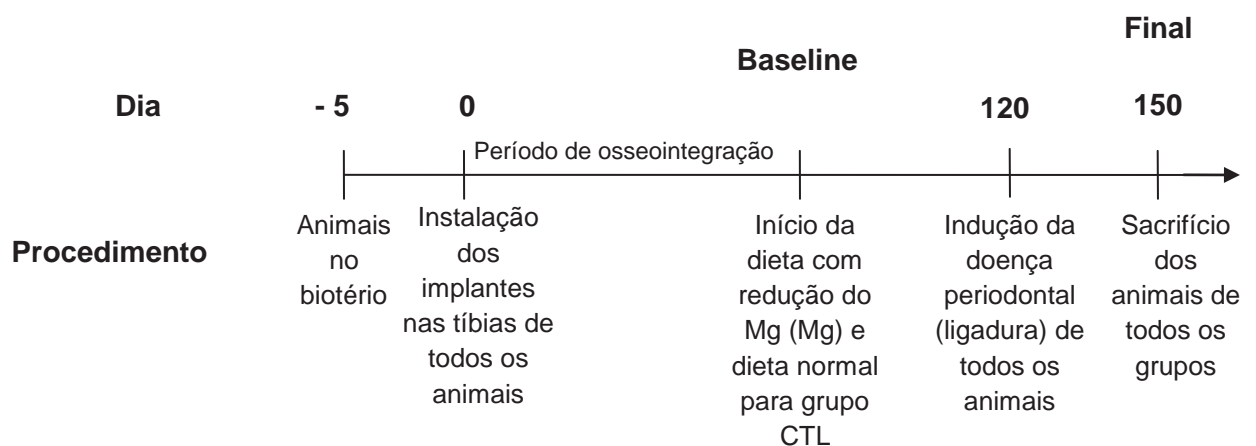 Final
Baseline
Dia - 5 0 120 150
Período de osseointegração
Procedimento
Animais
no
biotério
Instalação
dos
implantes
nas tíbias de
todos os
animais
Início da
dieta com
redução do
Mg (Mg) e
dieta normal
para grupo
CTL
Indução da
doença
periodontal
(ligadura) de
todos os
animais
Sacrifício
dos
animais de
todos os
grupos